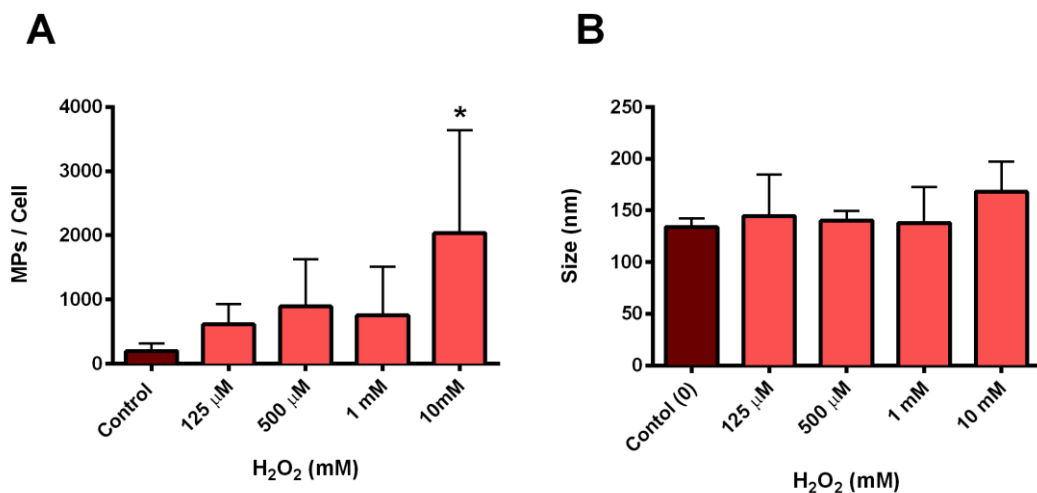 A
MPs / Cell
4000
3000
2000
1000
0
*
Control
125 μM
500 μM
1 mM
10mM
H₂O₂ (mM)
B
Size (nm)
250
200
150
100
50
0
Contol (0)
125 μM
500 μM
1 mM
10 mM
H₂O₂ (mM)